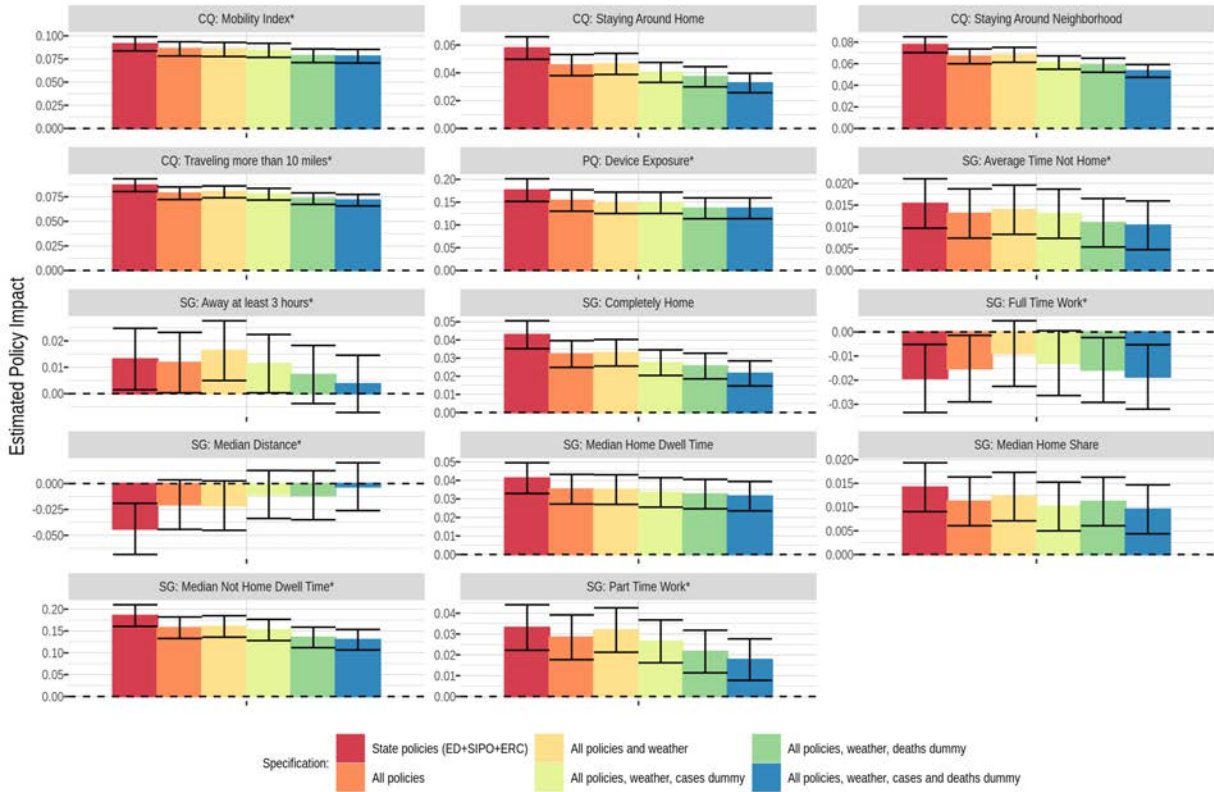 CQ: Mobility Index*
CQ: Staying Around Home
CQ: Staying Around Neighborhood
0.100
0.075
0.050
0.025
0.000
0.06
0.04
0.02
0.00
0.08
0.06
0.04
0.02
0.00
CQ: Traveling more than 10 miles*
PQ: Device Exposure*
SG: Average Time Not Home*
0.075
0.050
0.025
0.000
0.20
0.15
0.10
0.05
0.00
0.020
0.015
0.010
0.005
0.000
SG: Away at least 3 hours*
SG: Completely Home
SG: Full Time Work*
0.02
0.01
0.00
0.05
0.04
0.03
0.02
0.01
0.00
0.00
-0.01
-0.02
-0.03
SG: Median Distance*
SG: Median Home Dwell Time
SG: Median Home Share
0.000
-0.025
-0.050
0.05
0.04
0.03
0.02
0.01
0.00
0.020
0.015
0.010
0.005
0.000
SG: Median Not Home Dwell Time*
SG: Part Time Work*
0.20
0.15
0.10
0.05
0.00
0.04
0.03
0.02
0.01
0.00
Estimated Policy Impact
Specification:
State policies (ED+SIPO+ERC)
All policies
All policies and weather
All policies, weather, cases dummy
All policies, weather, deaths dummy
All policies, weather, cases and deaths dummy